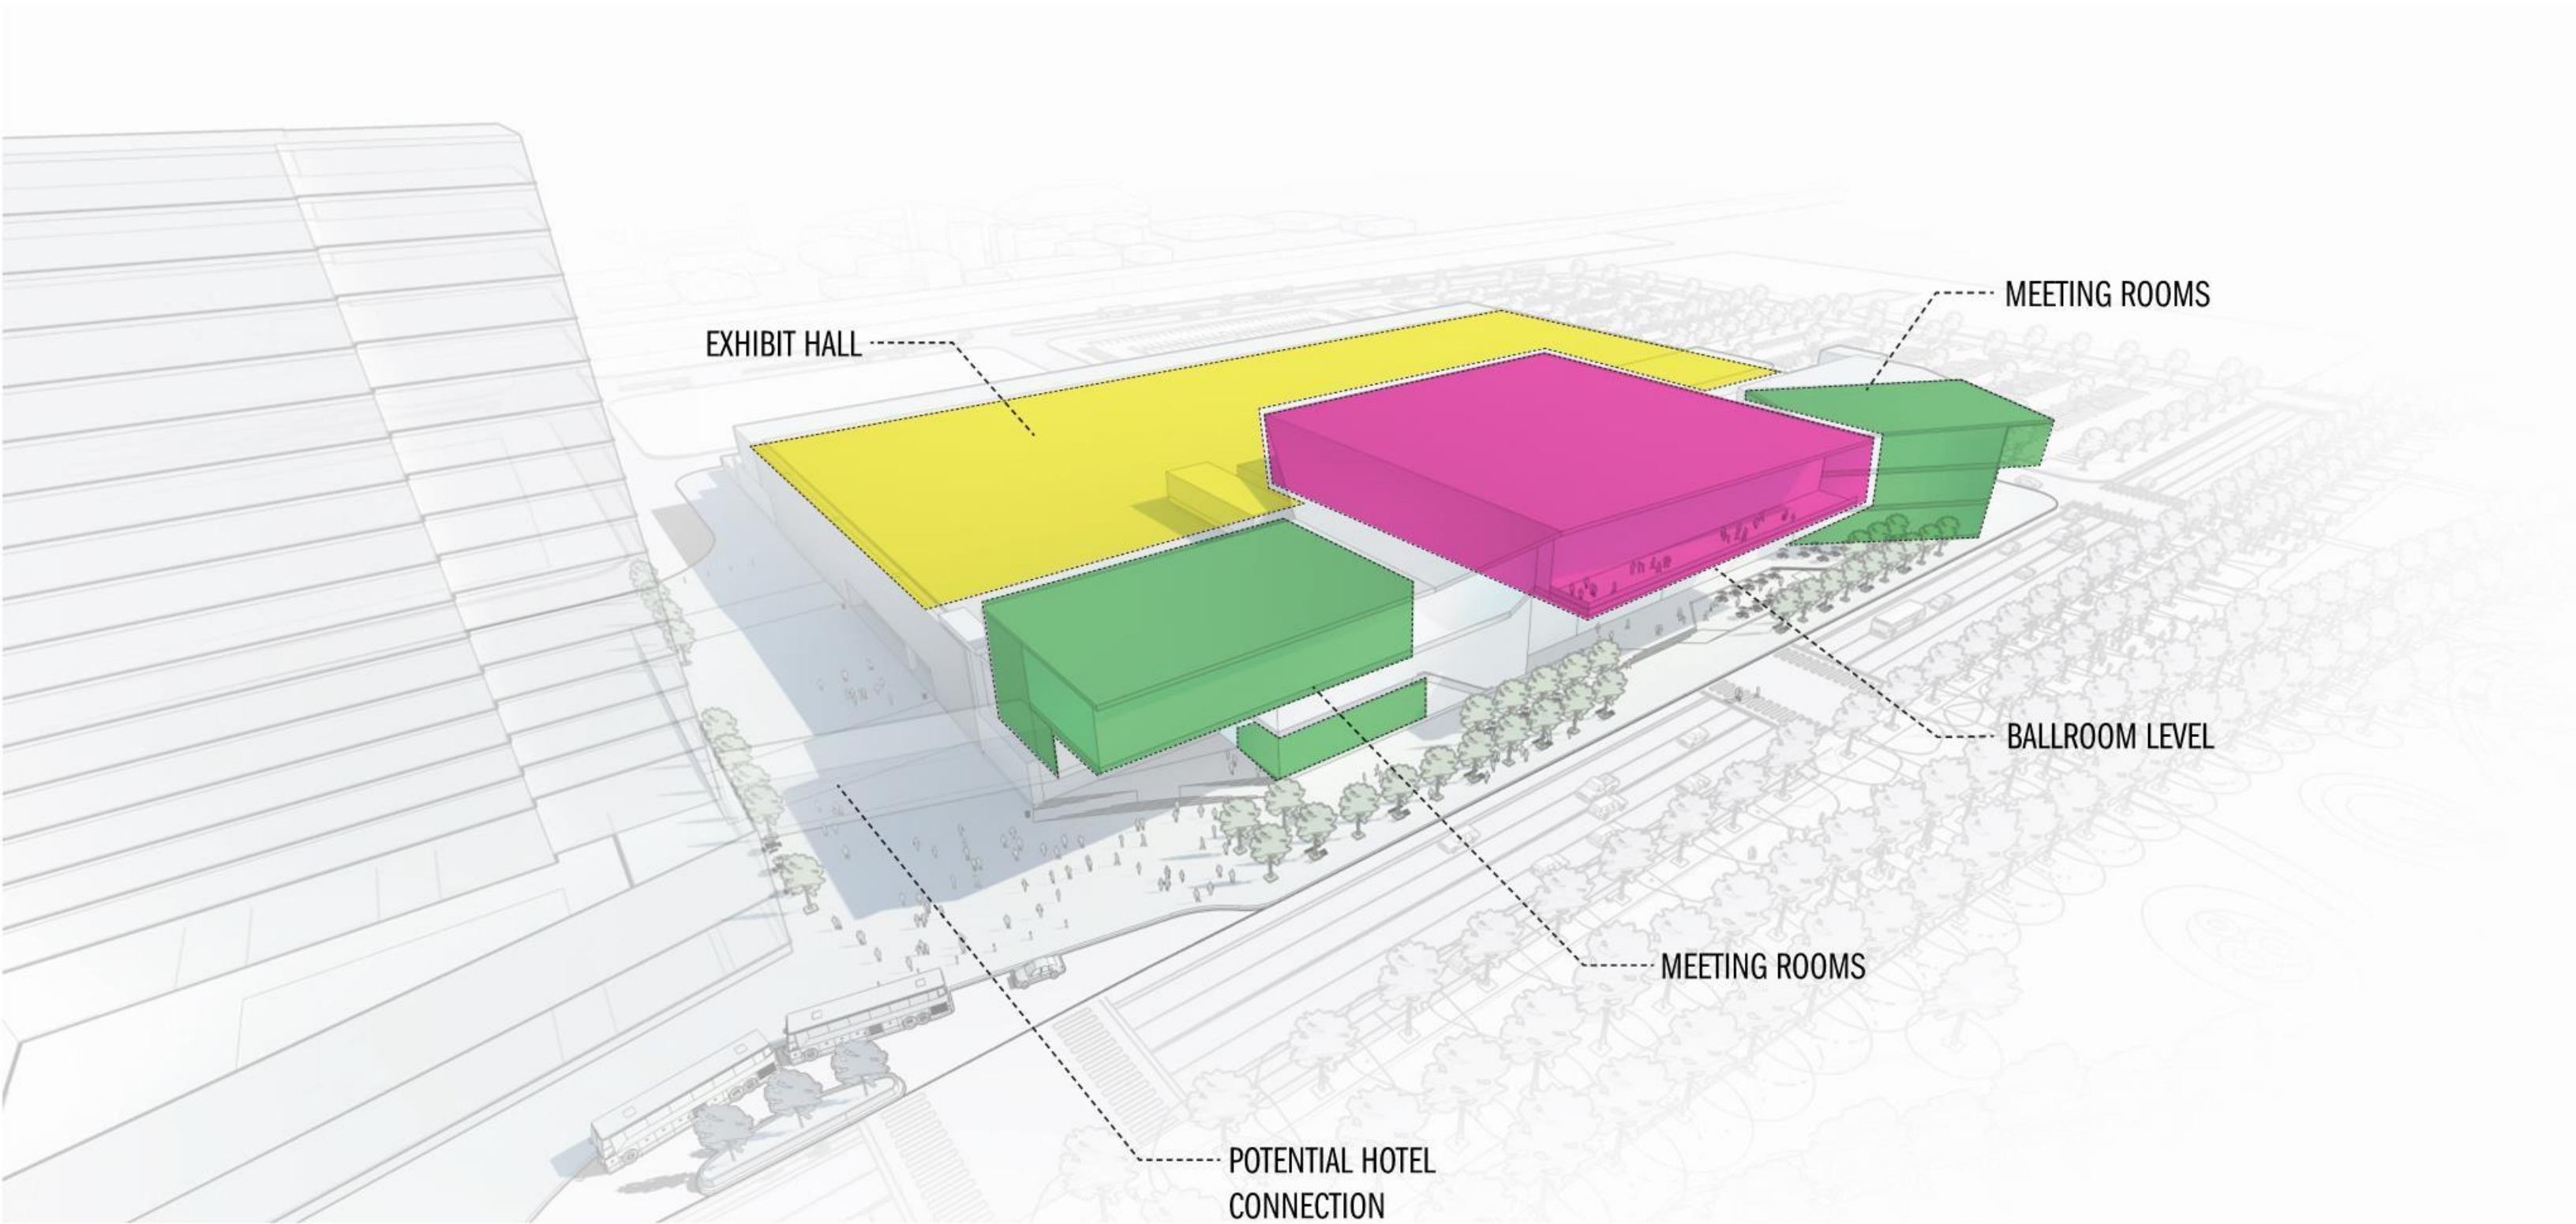 MEETING ROOMS
EXHIBIT HALL
BALLROOM LEVEL
MEETING ROOMS
POTENTIAL HOTEL
CONNECTION